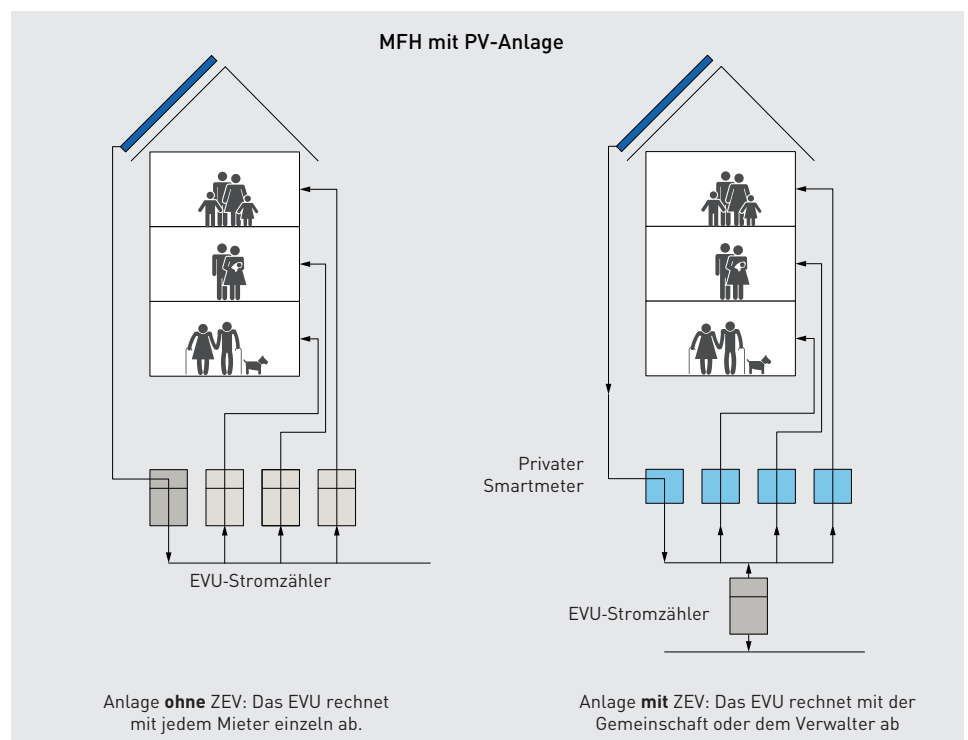 MFH mit PV-Anlage
EVU-Stromzähler
Anlage ohne ZEV: Das EVU rechnet
mit jedem Mieter einzeln ab.
Privater
Smartmeter
EVU-Stromzähler
Anlage mit ZEV: Das EVU rechnet mit der
Gemeinschaft oder dem Verwalter ab